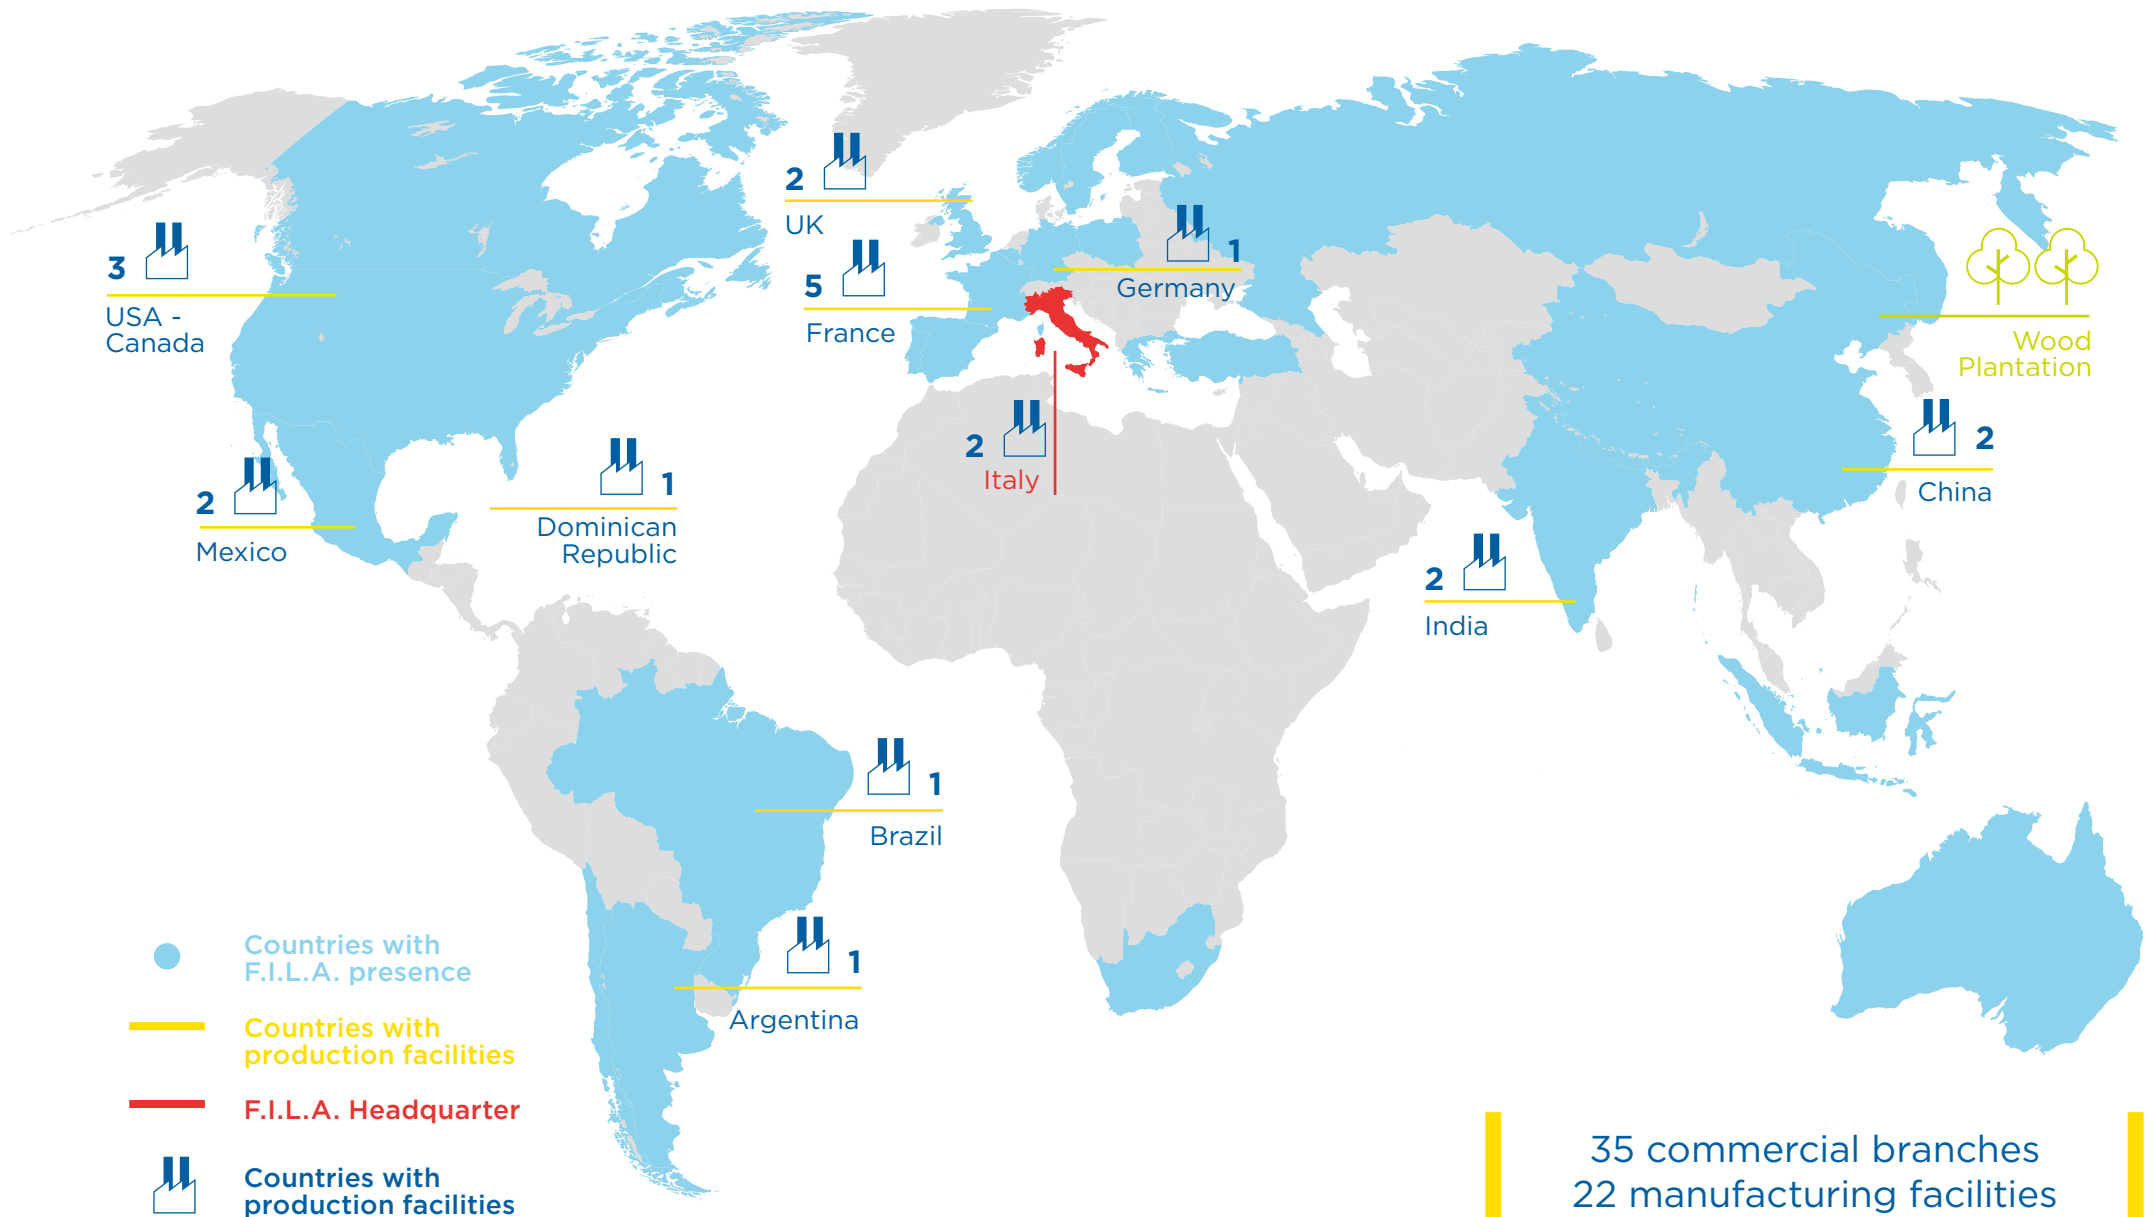 2
UK
3
USA -
Canada
5
France
1
Germany
Wood
Plantation
2
Italy
2
China
2
Mexico
1
Dominican
Republic
2
India
1
Brazil
1
Argentina
Countries with
F.I.L.A. presence
Countries with
production facilities
F.I.L.A. Headquarter
Countries with
production facilities
35 commercial branches
22 manufacturing facilities